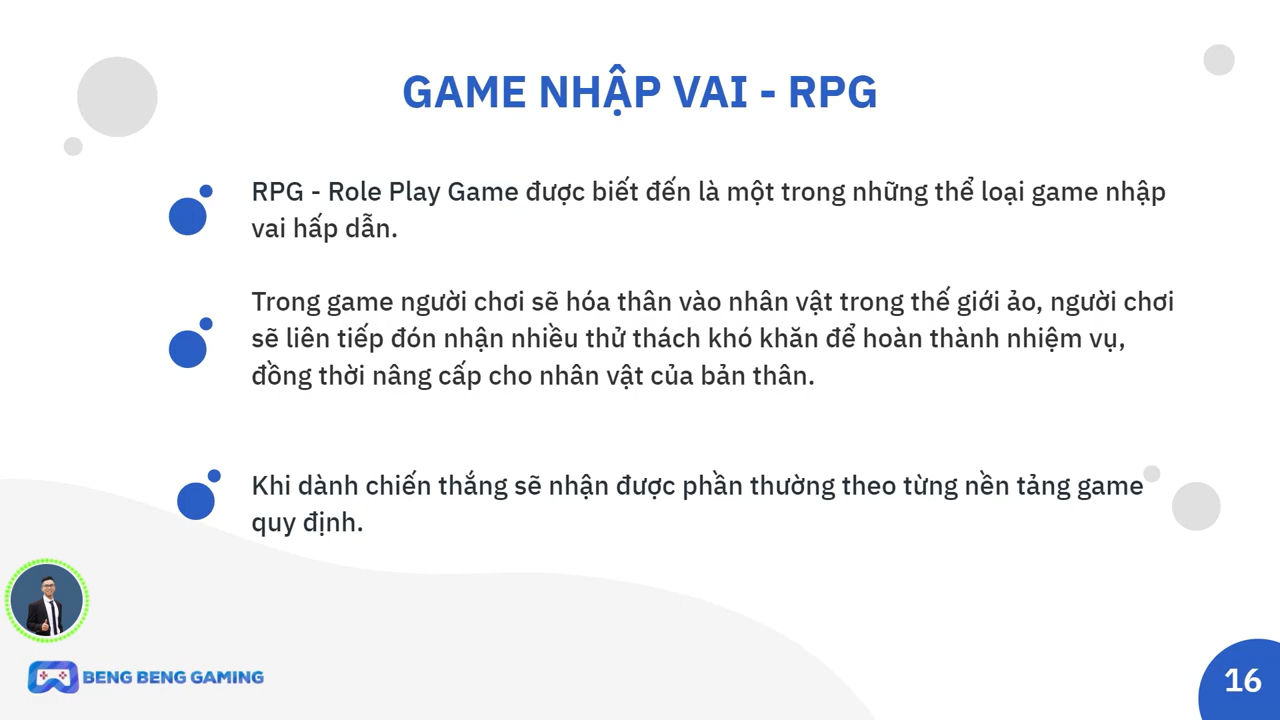 GAME NHẬP VAI - RPG
RPG - Role Play Game được biết đến là một trong những thể loại game nhập
vai hấp dẫn.
Trong game người chơi sẽ hóa thân vào nhân vật trong thế giới ảo, người chơi
sẽ liên tiếp đón nhận nhiều thử thách khó khăn để hoàn thành nhiệm vụ,
đồng thời nâng cấp cho nhân vật của bản thân.
Khi dành chiến thắng sẽ nhận được phần thường theo từng nền tảng game
quy định.
BENG BENG GAMING
16